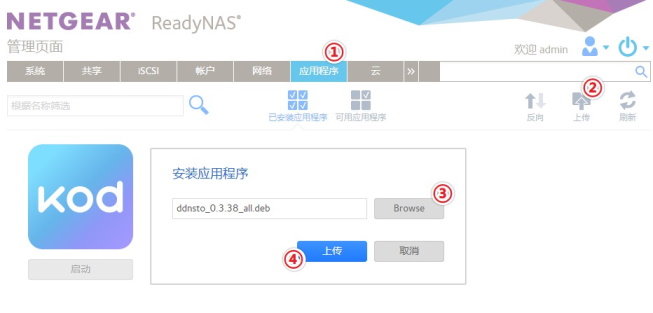 NETGEAR® ReadyNAS®
管理页面
欢迎 admin
①
系统 共享 iSCSI 帐户 网络 应用程序 云 »
②
根据名称筛选
已安装应用程序 可用应用程序
反向 上传 刷新
kod
启动
安装应用程序
③
ddnsto_0.3.38_all.deb Browse
④
上传 取消